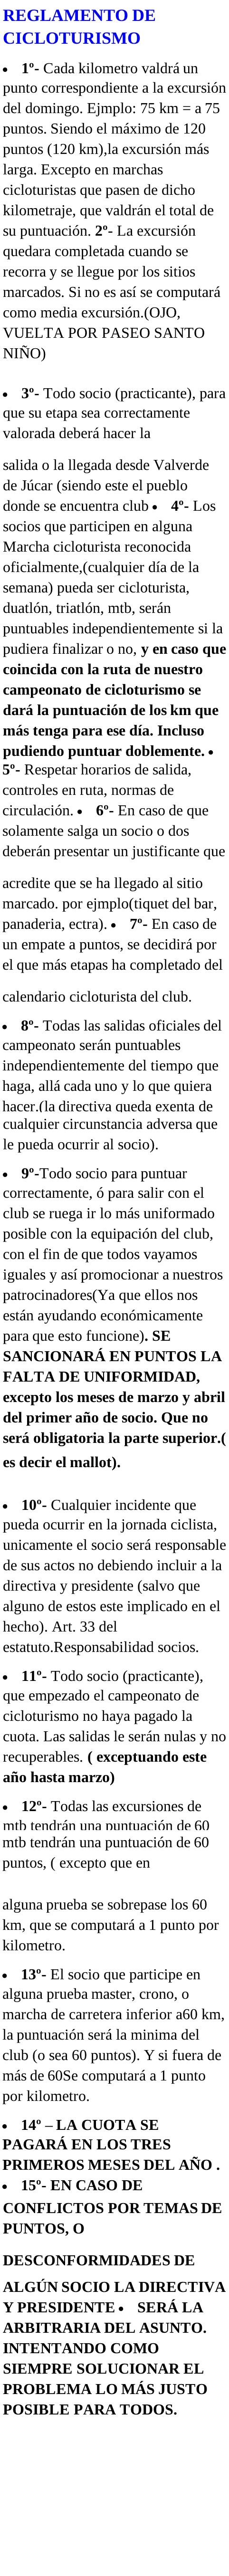 REGLAMENTO DE
CICLOTURISMO
• 1º- Cada kilometro valdrá un
punto correspondiente a la excursión
del domingo. Ejmplo: 75 km = a 75
puntos. Siendo el máximo de 120
puntos (120 km),la excursión más
larga. Excepto en marchas
cicloturistas que pasen de dicho
kilometraje, que valdrán el total de
su puntuación. 2º- La excursión
quedara completada cuando se
recorra y se llegue por los sitios
marcados. Si no es así se computará
como media excursión.(OJO,
VUELTA POR PASEO SANTO
NIÑO)
• 3º- Todo socio (practicante), para
que su etapa sea correctamente
valorada deberá hacer la
salida o la llegada desde Valverde
de Júcar (siendo este el pueblo
donde se encuentra club • 4º- Los
socios que participen en alguna
Marcha cicloturista reconocida
oficialmente,(cualquier día de la
semana) pueda ser cicloturista,
duatlón, triatlón, mtb, serán
puntuables independientemente si la
pudiera finalizar o no, y en caso que
coincida con la ruta de nuestro
campeonato de cicloturismo se
dará la puntuación de los km que
más tenga para ese día. Incluso
pudiendo puntuar doblemente. •
5º- Respetar horarios de salida,
controles en ruta, normas de
circulación. • 6º- En caso de que
solamente salga un socio o dos
deberán presentar un justificante que
acredite que se ha llegado al sitio
marcado. por ejmplo(tiquet del bar,
panaderia, ectra). • 7º- En caso de
un empate a puntos, se decidirá por
el que más etapas ha completado del
calendario cicloturista del club.
• 8º- Todas las salidas oficiales del
campeonato serán puntuables
independientemente del tiempo que
haga, allá cada uno y lo que quiera
hacer.(la directiva queda exenta de
cualquier circunstancia adversa que
le pueda ocurrir al socio).
• 9º-Todo socio para puntuar
correctamente, ó para salir con el
club se ruega ir lo más uniformado
posible con la equipación del club,
con el fin de que todos vayamos
iguales y así promocionar a nuestros
patrocinadores(Ya que ellos nos
están ayudando económicamente
para que esto funcione). SE
SANCIONARÁ EN PUNTOS LA
FALTA DE UNIFORMIDAD,
excepto los meses de marzo y abril
del primer año de socio. Que no
será obligatoria la parte superior.(
es decir el mallot).
• 10º- Cualquier incidente que
pueda ocurrir en la jornada ciclista,
unicamente el socio será responsable
de sus actos no debiendo incluir a la
directiva y presidente (salvo que
alguno de estos este implicado en el
hecho). Art. 33 del
estatuto.Responsabilidad socios.
• 11º- Todo socio (practicante),
que empezado el campeonato de
cicloturismo no haya pagado la
cuota. Las salidas le serán nulas y no
recuperables. ( exceptuando este
año hasta marzo)
• 12º- Todas las excursiones de
mtb tendrán una puntuación de 60
mtb tendrán una puntuación de 60
puntos, ( excepto que en
alguna prueba se sobrepase los 60
km, que se computará a 1 punto por
kilometro.
• 13º- El socio que participe en
alguna prueba master, crono, o
marcha de carretera inferior a60 km,
la puntuación será la minima del
club (o sea 60 puntos). Y si fuera de
más de 60Se computará a 1 punto
por kilometro.
• 14º – LA CUOTA SE
PAGARÁ EN LOS TRES
PRIMEROS MESES DEL AÑO .
• 15º- EN CASO DE
CONFLICTOS POR TEMAS DE
PUNTOS, O
DESCONFORMIDADES DE
ALGÚN SOCIO LA DIRECTIVA
Y PRESIDENTE • SERÁ LA
ARBITRARIA DEL ASUNTO.
INTENTANDO COMO
SIEMPRE SOLUCIONAR EL
PROBLEMA LO MÁS JUSTO
POSIBLE PARA TODOS.